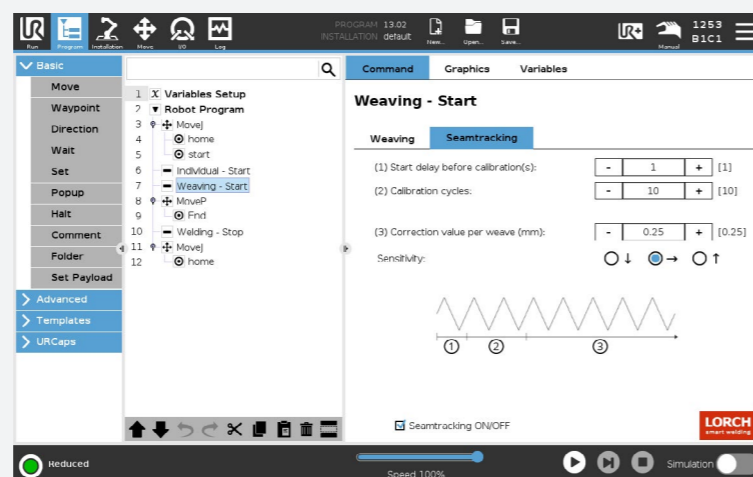 UR
PROGRAM 13.02
INSTALLATION default
Run Program Installation Move I/O Log
New... Open... Save...
UR+
Manual
1253
B1C1
Basic
Move
Waypoint
Direction
Wait
Set
Popup
Halt
Comment
Folder
Set Payload
Advanced
Templates
URCaps
1 X Variables Setup
2 Robot Program
3 MoveJ
4 home
5 start
6 Individual - Start
7 Weaving - Start
8 MoveP
9 End
10 Welding - Stop
11 MoveJ
12 home
Command Graphics Variables
Weaving - Start
Weaving Seamtracking
(1) Start delay before calibration(s): - 1 + [1]
(2) Calibration cycles: - 10 + [10]
(3) Correction value per weave (mm): - 0.25 + [0.25]
Sensitivity: ↓ → ↑
1 2 3
Seamtracking ON/OFF
LORCH
smart welding
Reduced
Speed 100%
Simulation